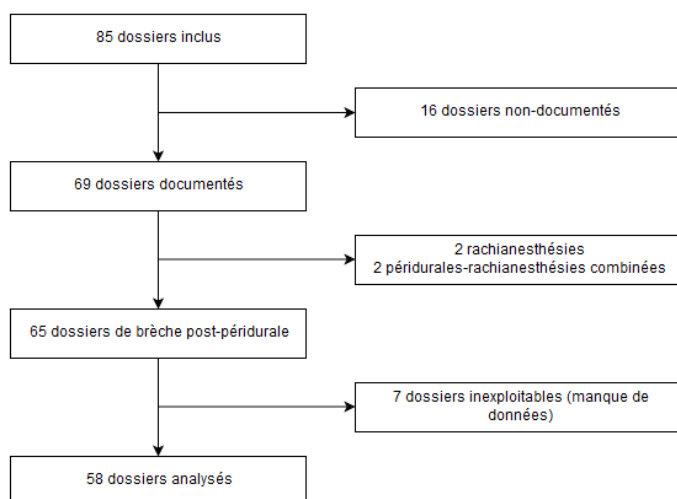 85 dossiers inclus
16 dossiers non-documentés
69 dossiers documentés
2 rachianesthésies
2 péridurales-rachianesthésies combinées
65 dossiers de brèche post-péridurale
7 dossiers inexploitables (manque de
données)
58 dossiers analysés